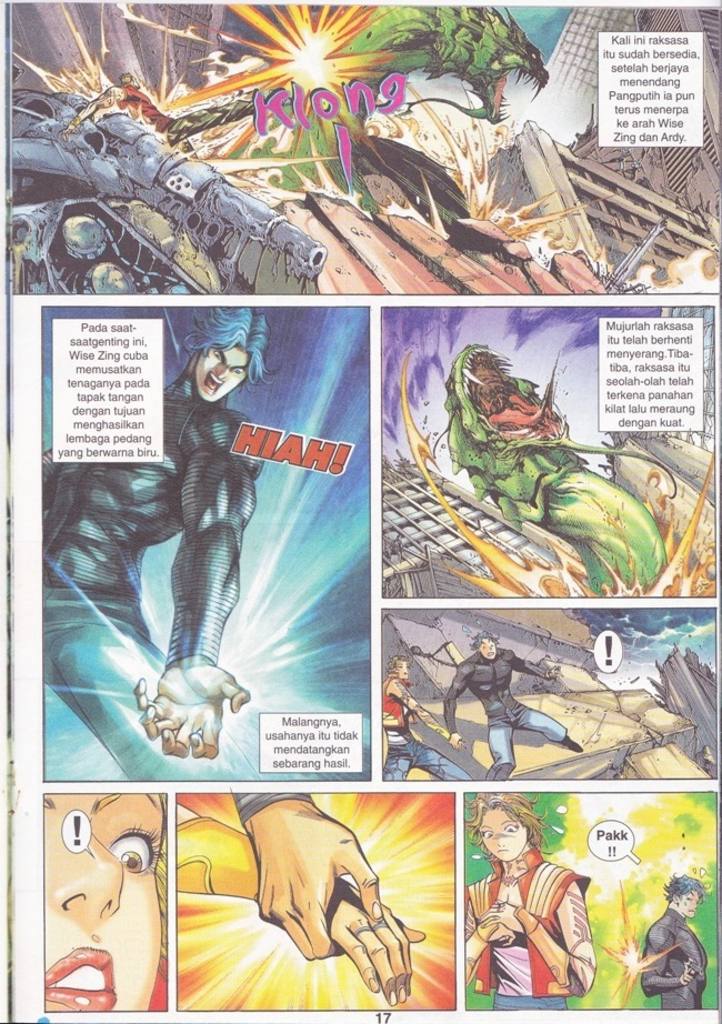 Kali ini raksasa
itu sudah bersedia,
setelah berjaya
menendang
Pangputih ia pun
terus menerpa
ke arah Wise
Zing dan Ardy.
Klong
!
Pada saat-
saatgenting ini,
Wise Zing cuba
memusatkan
tenaganya pada
tapak tangan
dengan tujuan
menghasilkan
lembaga pedang
yang berwarna biru.
HIAH!
Malangnya,
usahanya itu tidak
mendatangkan
sebarang hasil.
Mujurlah raksasa
itu telah berhenti
menyerang.Tiba-
tiba, raksasa itu
seolah-olah telah
terkena panahan
kilat lalu meraung
dengan kuat.
!
!
Pakk
!!
17